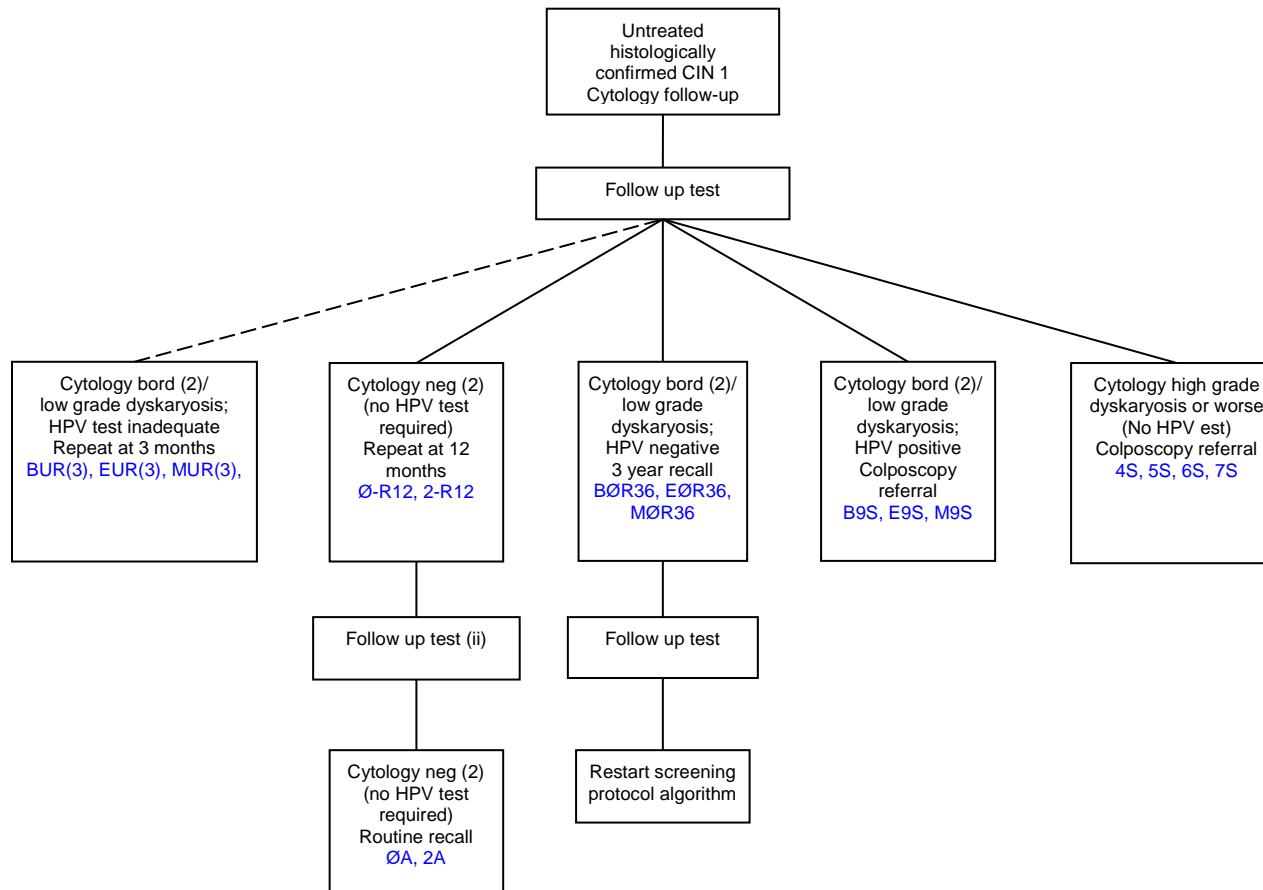 Untreated
histologically
confirmed CIN 1
Cytology follow-up
Follow up test
Cytology bord (2)/
low grade dyskaryosis;
HPV test inadequate
Repeat at 3 months
BUR(3), EUR(3), MUR(3),
Cytology neg (2)
(no HPV test
required)
Repeat at 12
months
Ø-R12, 2-R12
Cytology bord (2)/
low grade
dyskaryosis;
HPV negative
3 year recall
BØR36, EØR36,
MØR36
Cytology bord (2)/
low grade
dyskaryosis;
HPV positive
Colposcopy
referral
B9S, E9S, M9S
Cytology high grade
dyskaryosis or worse
(No HPV est)
Colposcopy referral
4S, 5S, 6S, 7S
Follow up test (ii)
Follow up test
Cytology neg (2)
(no HPV test
required)
Routine recall
ØA, 2A
Restart screening
protocol algorithm